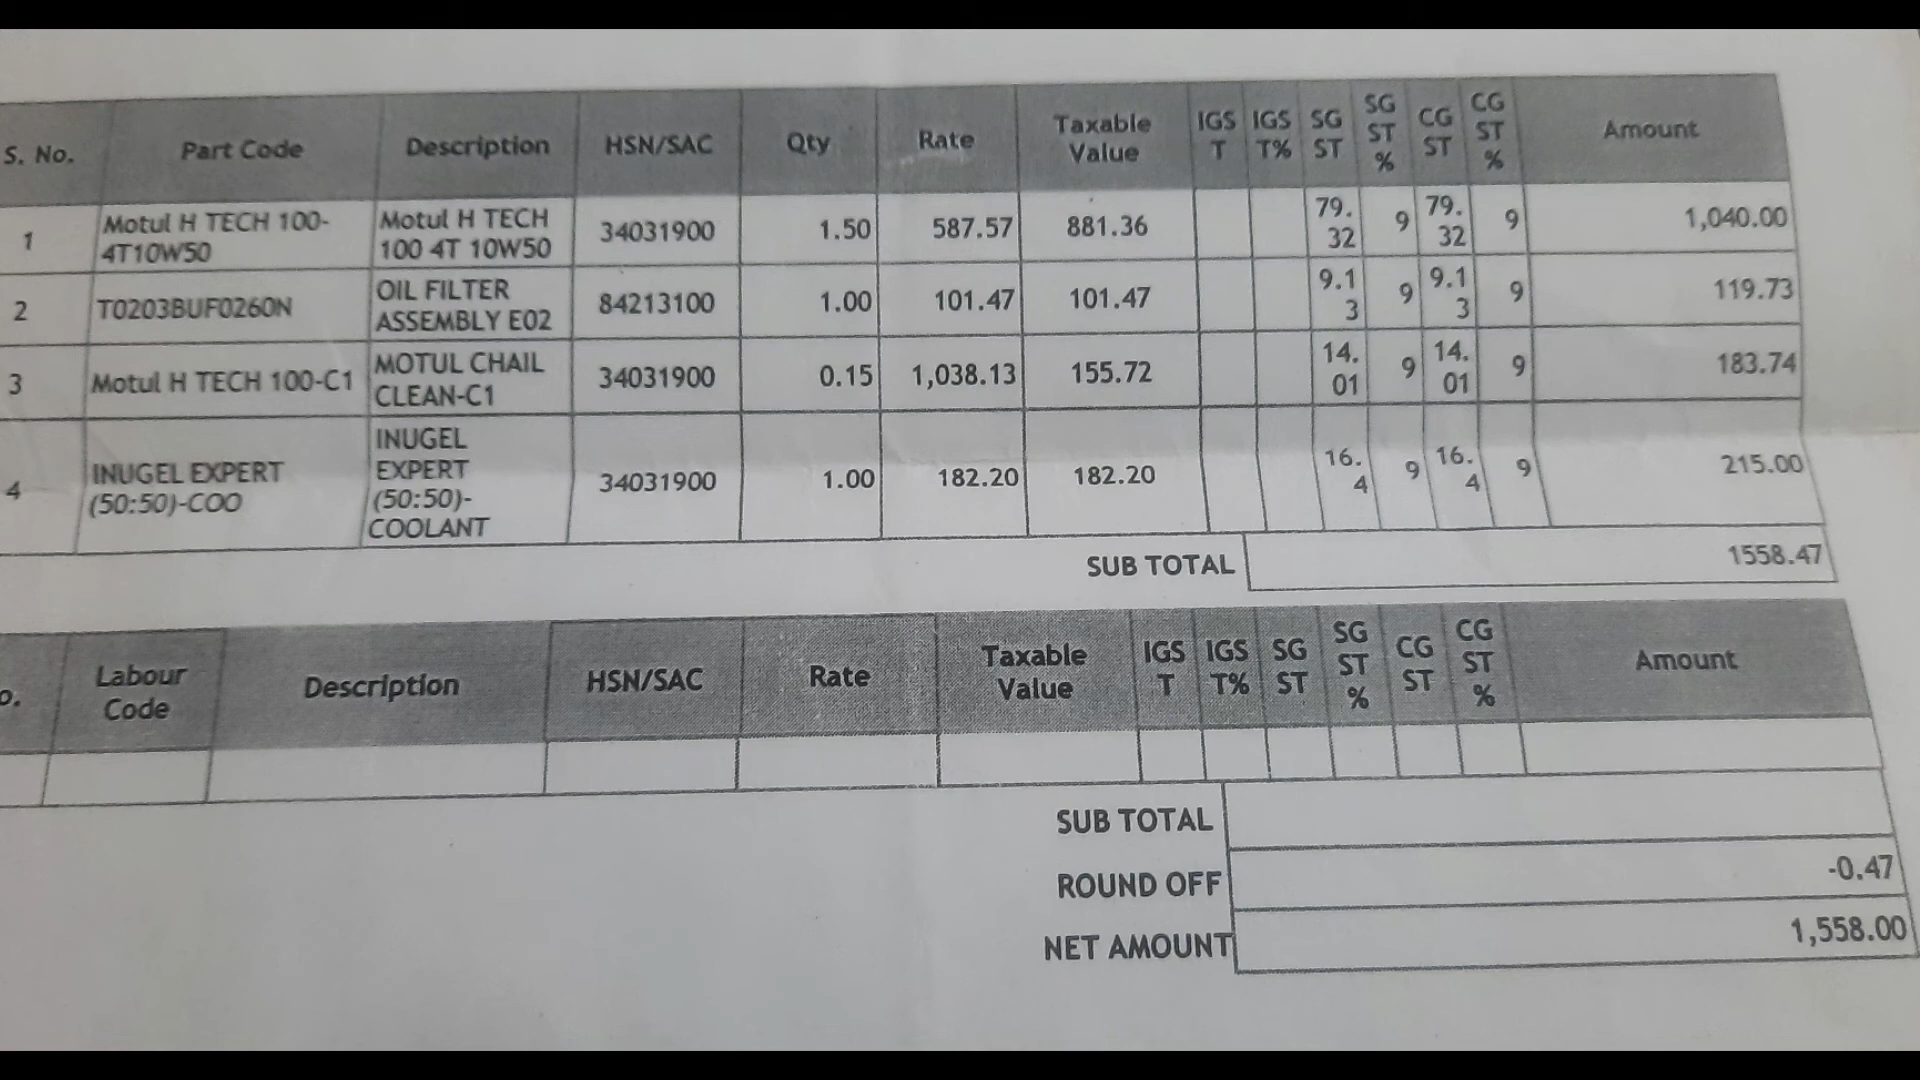 S. No. Part Code Description HSN/SAC Qty Rate Taxable Value IGS T IGS T% SG ST SG ST % CG ST CG ST % Amount
1 Motul H TECH 100-4T10W50 Motul H TECH 100 4T 10W50 34031900 1.50 587.57 881.36 79.32 9 79.32 9 1,040.00
2 T0203BUF0260N OIL FILTER ASSEMBLY E02 84213100 1.00 101.47 101.47 9.13 9 9.13 9 119.73
3 Motul H TECH 100-C1 MOTUL CHAIL CLEAN-C1 34031900 0.15 1,038.13 155.72 14.01 9 14.01 9 183.74
4 INUGEL EXPERT (50:50)-COO INUGEL EXPERT (50:50)-COOLANT 34031900 1.00 182.20 182.20 16.4 9 16.4 9 215.00
SUB TOTAL 1558.47
o. Labour Code Description HSN/SAC Rate Taxable Value IGS T IGS T% SG ST SG ST % CG ST CG ST % Amount
SUB TOTAL
ROUND OFF -0.47
NET AMOUNT 1,558.00